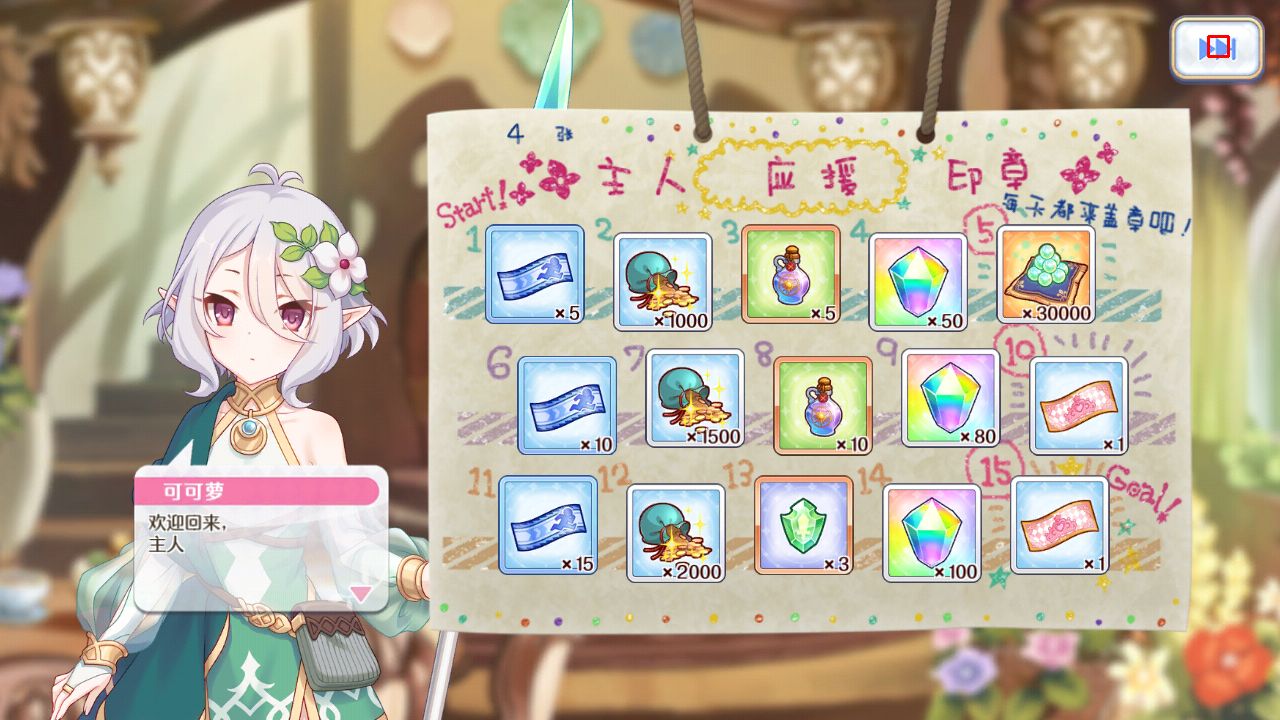 4 张
主人 应援 印章
Start!
每天都来盖章吧!
1 2 3 4 5
×5 ×1000 ×5 ×50 ×30000
6 7 8 9 10
×10 ×1500 ×10 ×80 ×1
11 12 13 14 15
Goal!
×15 ×2000 ×3 ×100 ×1
可可萝
欢迎回来,
主人